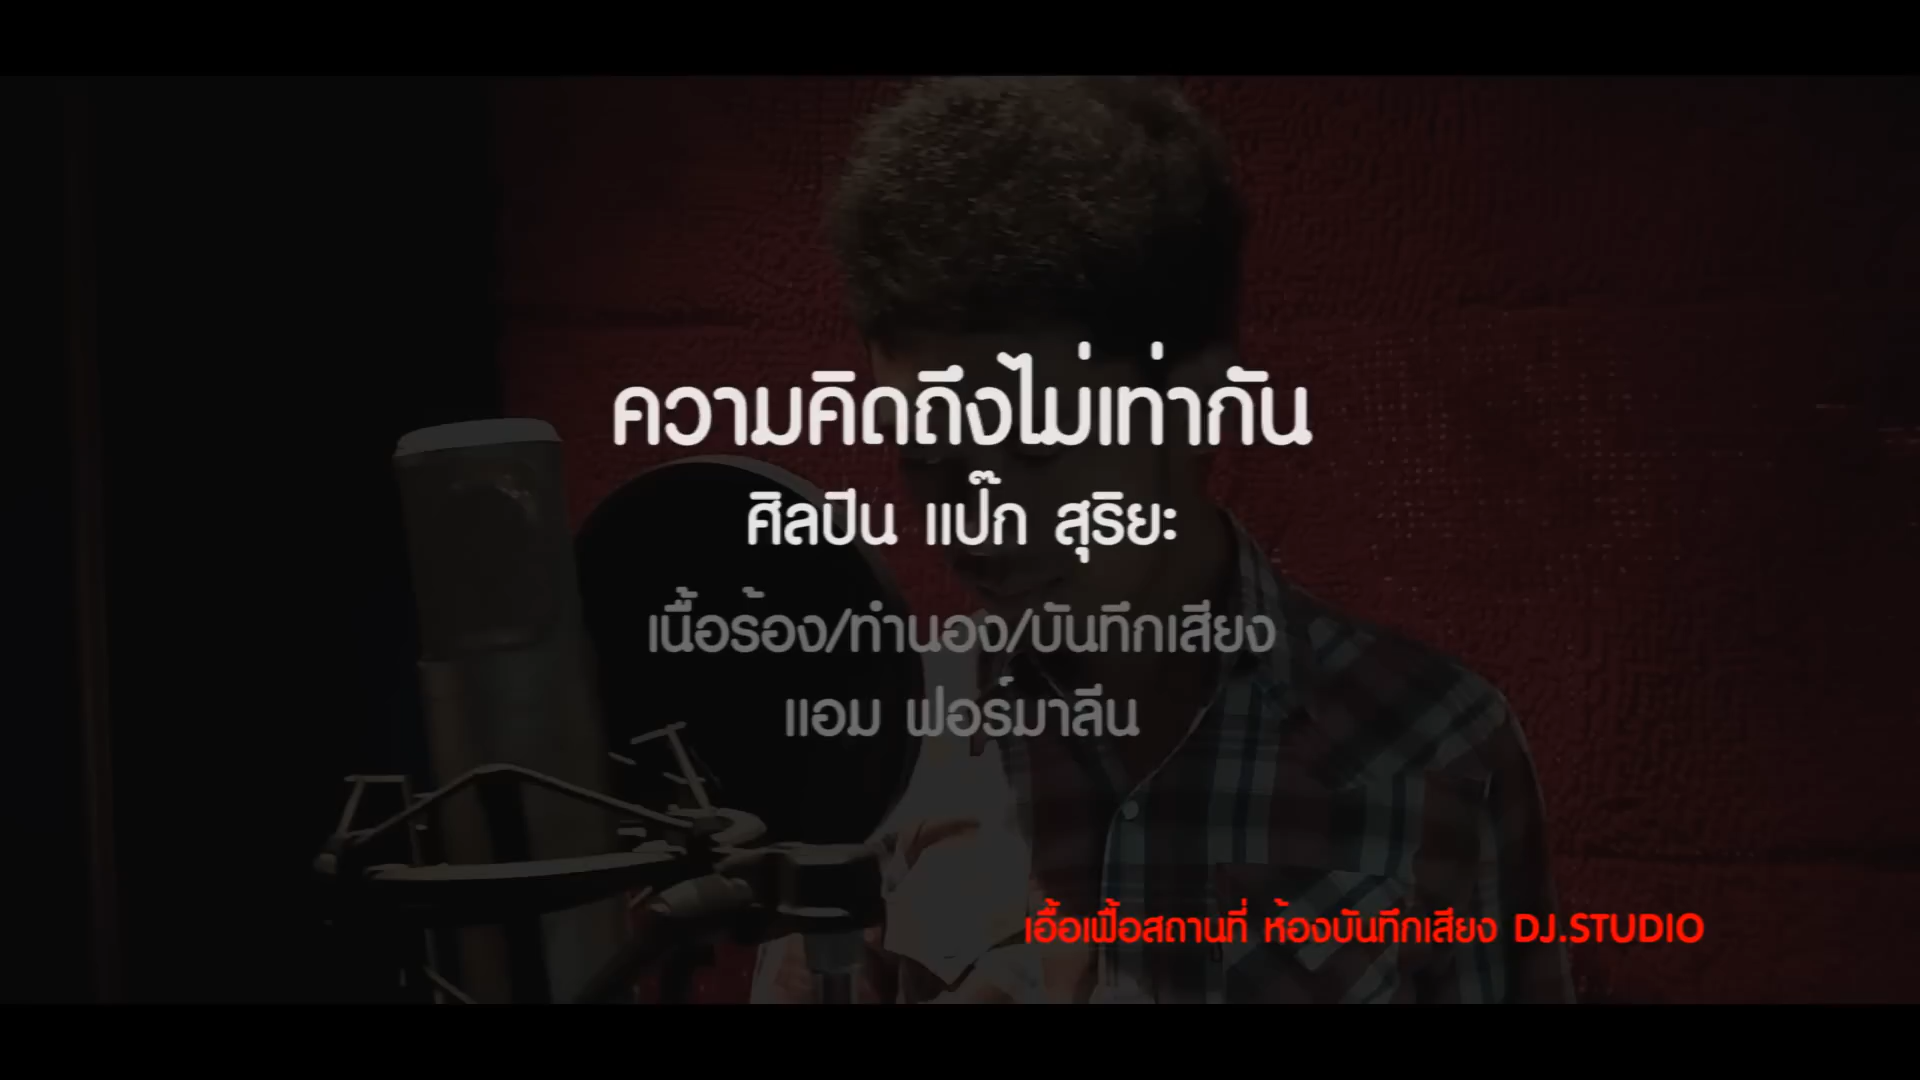 ความคิดถึงไม่เท่ากัน
ศิลปิน แป๊ก สุริยะ
เนื้อร้อง/ทำนอง/บันทึกเสียง
แอม ฟอร์มาลีน
เอื้อเฟื้อสถานที่ ห้องบันทึกเสียง DJ.STUDIO